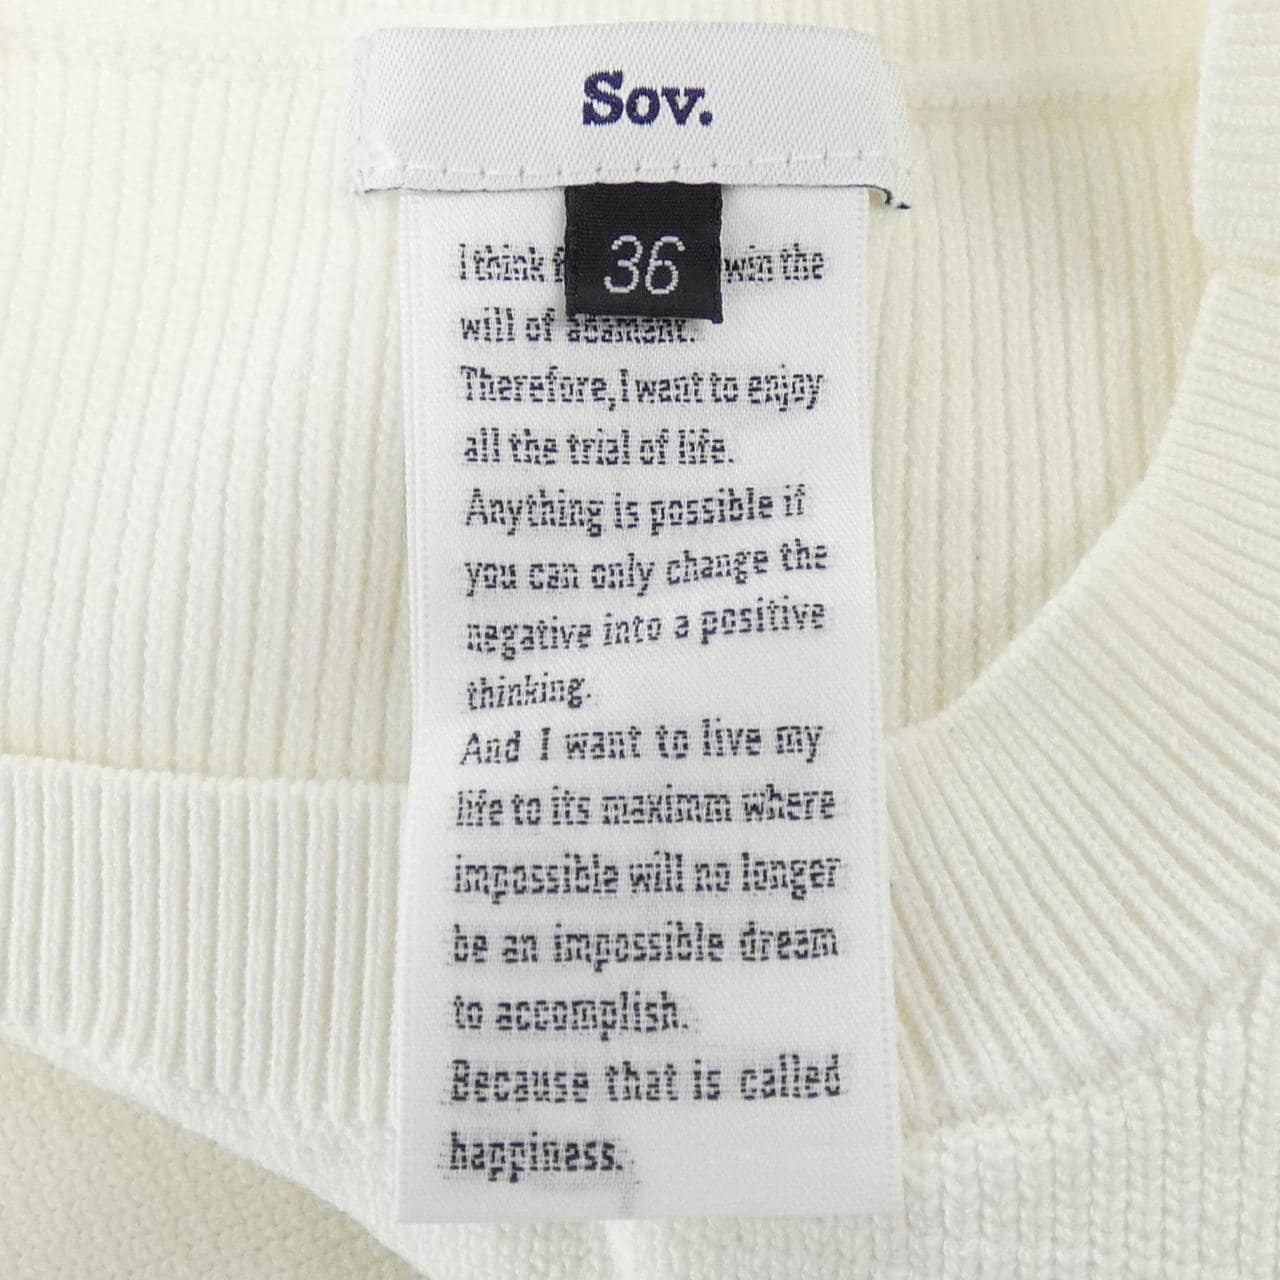 Sov.
36
I think win the
will of adamant.
Therefore, I want to enjoy
all the trial of life.
Anything is possible if
you can only change the
negative into a positive
thinking.
And I want to live my
life to its maximm where
impossible will no longer
be an impossible dream
to accomplish.
Because that is called
happiness.